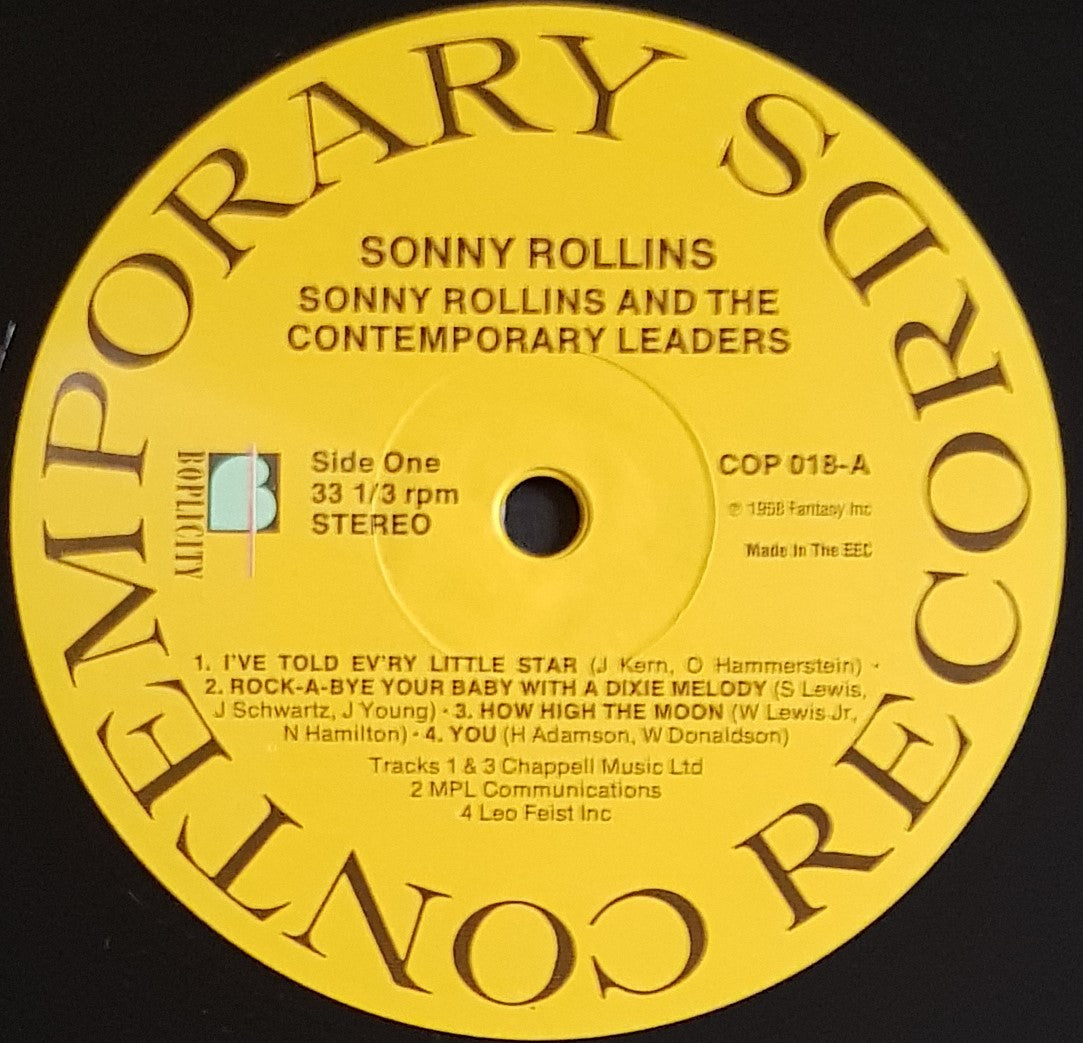 CONTEMPORARY RECORDS
SONNY ROLLINS
SONNY ROLLINS AND THE
CONTEMPORARY LEADERS
BOPLICITY
B
Side One
33 1/3 rpm
STEREO
COP 018-A
℗ 1958 Fantasy Inc
Made In The EEC
1. I'VE TOLD EV'RY LITTLE STAR (J Kern, O Hammerstein) ·
2. ROCK-A-BYE YOUR BABY WITH A DIXIE MELODY (S Lewis,
J Schwartz, J Young) · 3. HOW HIGH THE MOON (W Lewis Jr,
N Hamilton) · 4. YOU (H Adamson, W Donaldson)
Tracks 1 & 3 Chappell Music Ltd
2 MPL Communications
4 Leo Feist Inc